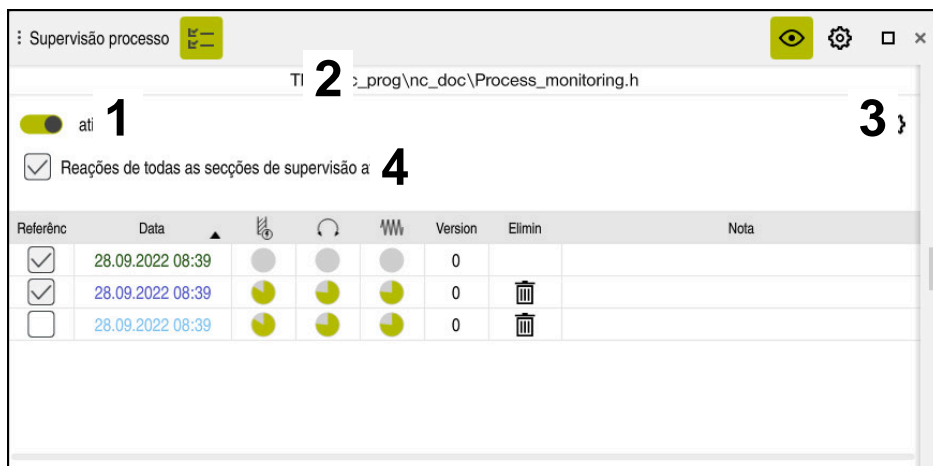 Supervisão processo
2 _prog\nc_doc\Process_monitoring.h
1 3
Reações de todas as secções de supervisão 4
Referênc Data Version Elimin Nota
28.09.2022 08:39 0
28.09.2022 08:39 0
28.09.2022 08:39 0